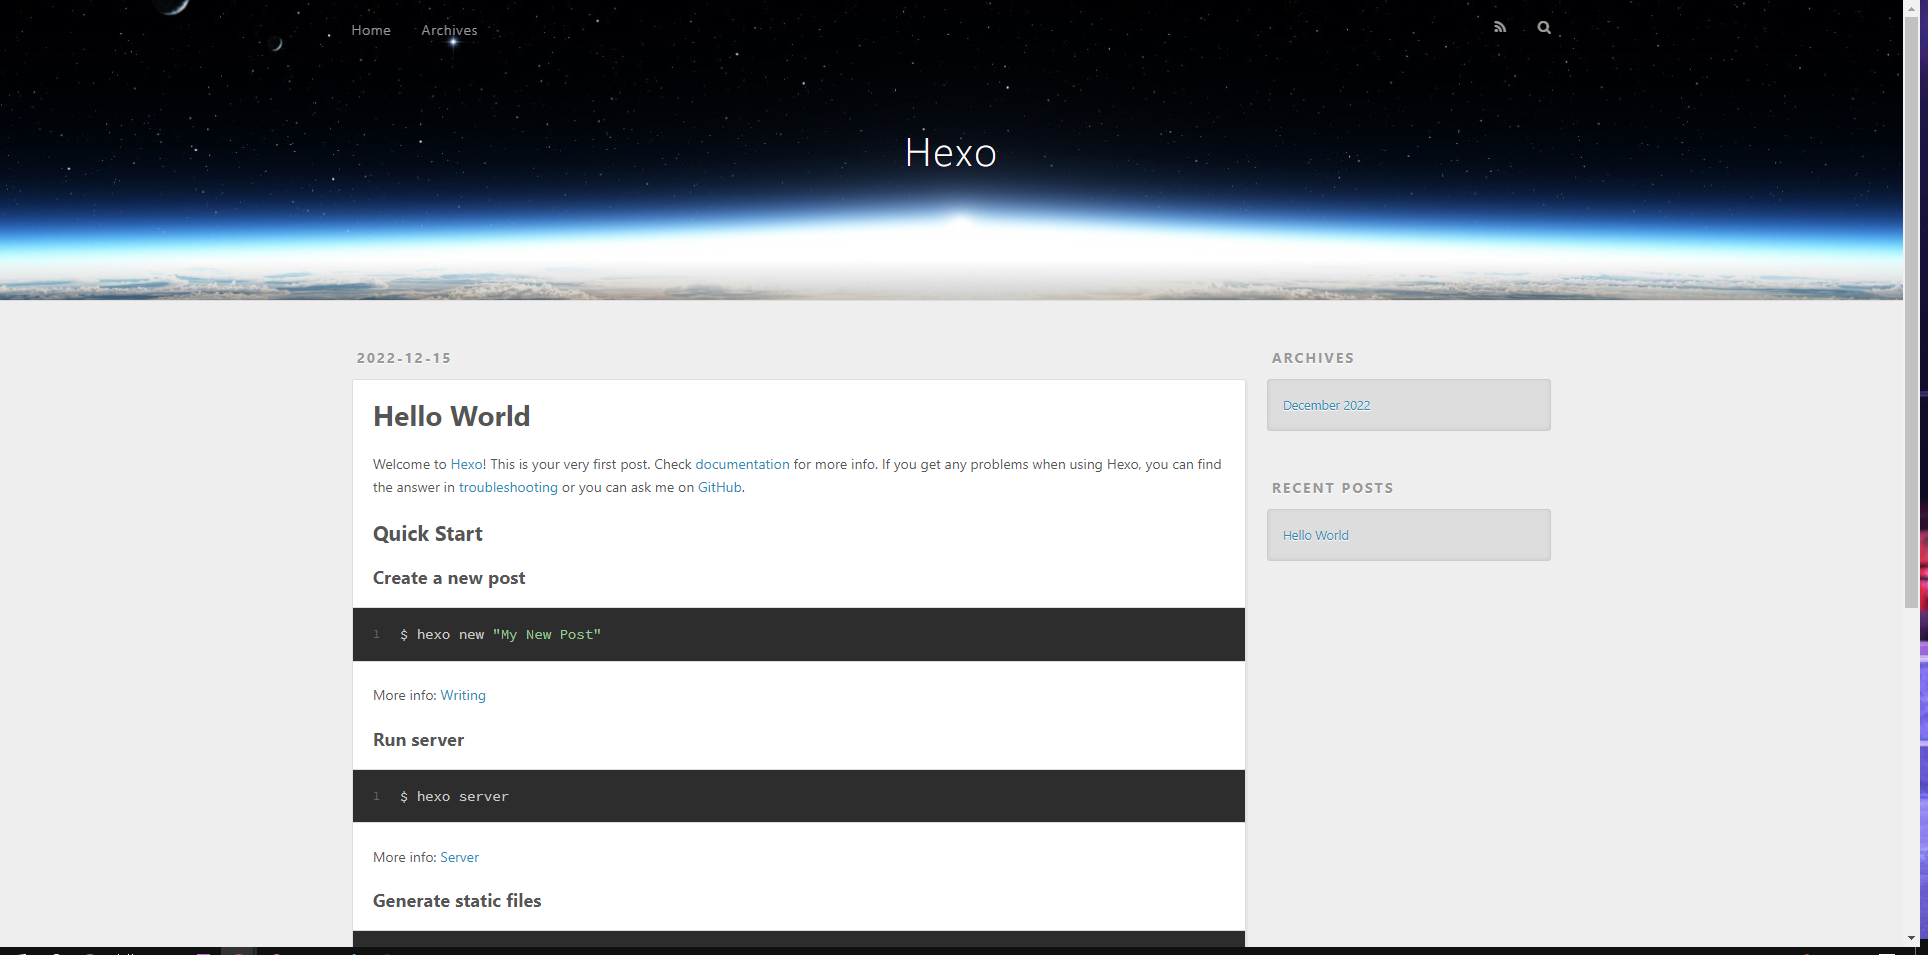 Home Archives
Hexo
2022-12-15
Hello World
Welcome to Hexo! This is your very first post. Check documentation for more info. If you get any problems when using Hexo, you can find
the answer in troubleshooting or you can ask me on GitHub.
Quick Start
Create a new post
1 $ hexo new "My New Post"
More info: Writing
Run server
1 $ hexo server
More info: Server
Generate static files
ARCHIVES
December 2022
RECENT POSTS
Hello World